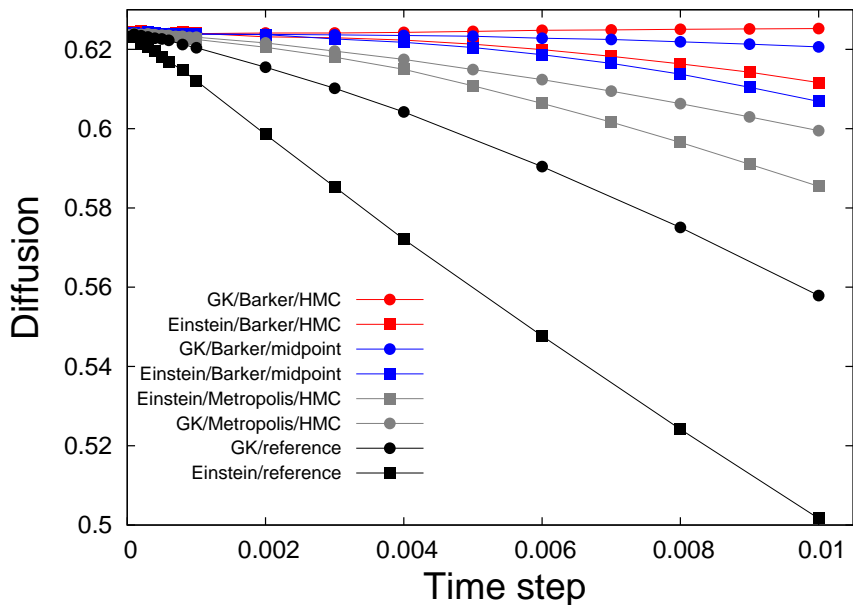 0.62
0.6
0.58
0.56
0.54
0.52
0.5
Diffusion
GK/Barker/HMC
Einstein/Barker/HMC
GK/Barker/midpoint
Einstein/Barker/midpoint
Einstein/Metropolis/HMC
GK/Metropolis/HMC
GK/reference
Einstein/reference
0 0.002 0.004 0.006 0.008 0.01
Time step